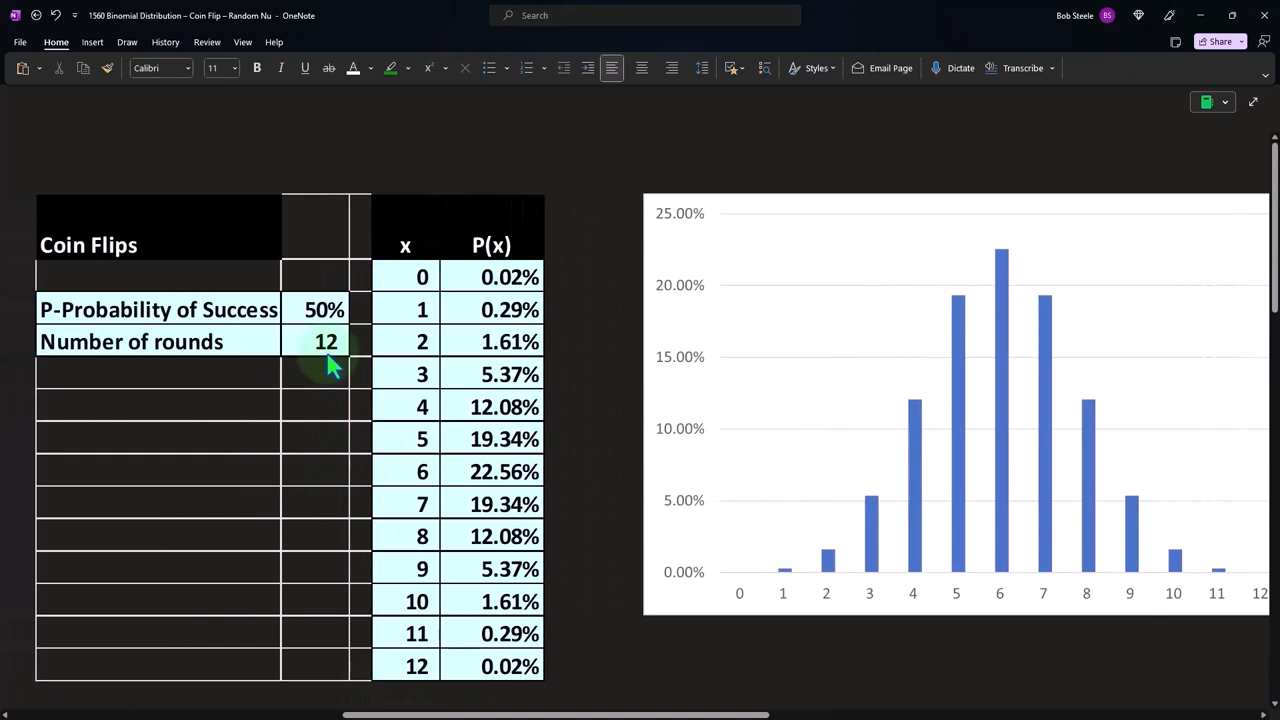 1560 Binomial Distribution – Coin Flip – Random Nu - OneNote
Search
Bob Steele BS
File Home Insert Draw History Review View Help
Share
Calibri 11 B I U ab A x Styles Email Page Dictate Transcribe
Coin Flips x P(x)
0 0.02%
P-Probability of Success 50% 1 0.29%
Number of rounds 12 2 1.61%
3 5.37%
4 12.08%
5 19.34%
6 22.56%
7 19.34%
8 12.08%
9 5.37%
10 1.61%
11 0.29%
12 0.02%
25.00%
20.00%
15.00%
10.00%
5.00%
0.00%
0 1 2 3 4 5 6 7 8 9 10 11 12